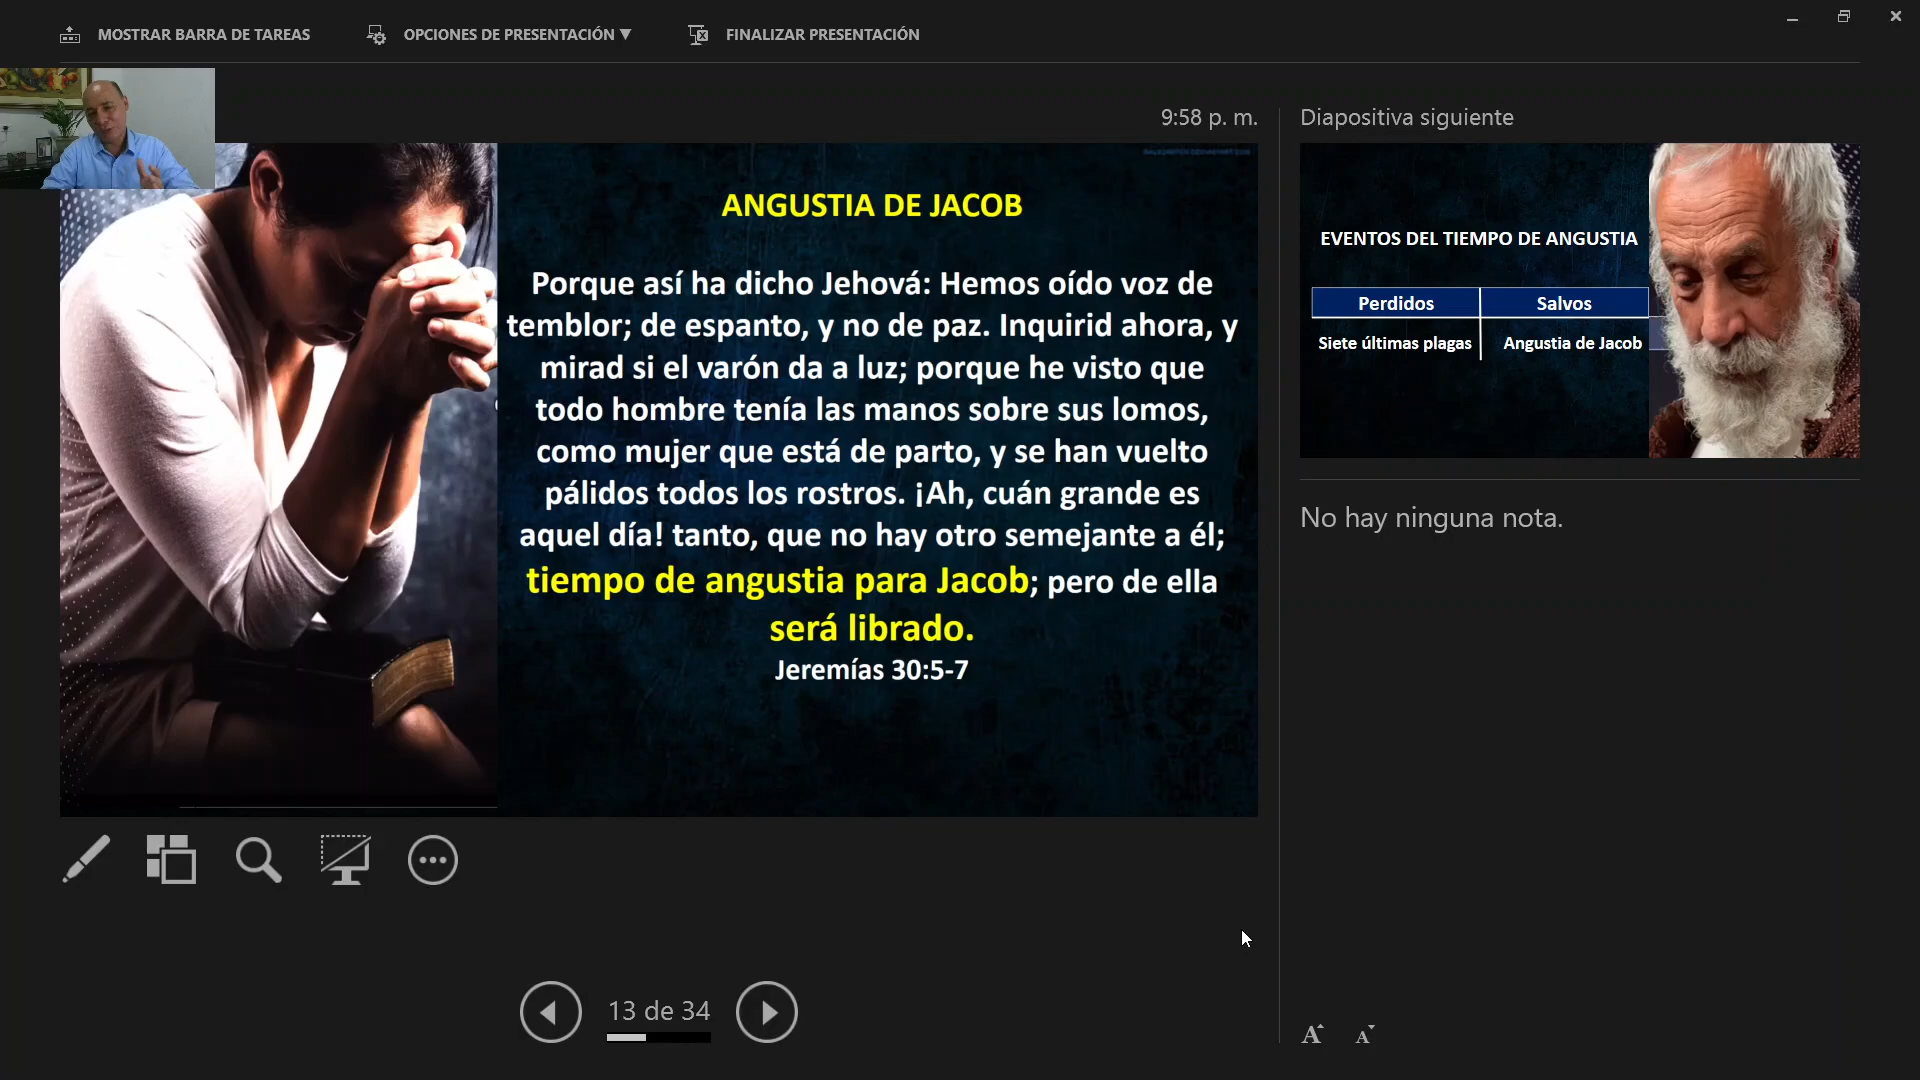 MOSTRAR BARRA DE TAREAS
OPCIONES DE PRESENTACIÓN ▼
FINALIZAR PRESENTACIÓN
9:58 p. m.
ANGUSTIA DE JACOB
Porque así ha dicho Jehová: Hemos oído voz de
temblor; de espanto, y no de paz. Inquirid ahora, y
mirad si el varón da a luz; porque he visto que
todo hombre tenía las manos sobre sus lomos,
como mujer que está de parto, y se han vuelto
pálidos todos los rostros. ¡Ah, cuán grande es
aquel día! tanto, que no hay otro semejante a él;
tiempo de angustia para Jacob; pero de ella
será librado.
Jeremías 30:5-7
13 de 34
Diapositiva siguiente
EVENTOS DEL TIEMPO DE ANGUSTIA
Perdidos Salvos
Siete últimas plagas Angustia de Jacob
No hay ninguna nota.
A A